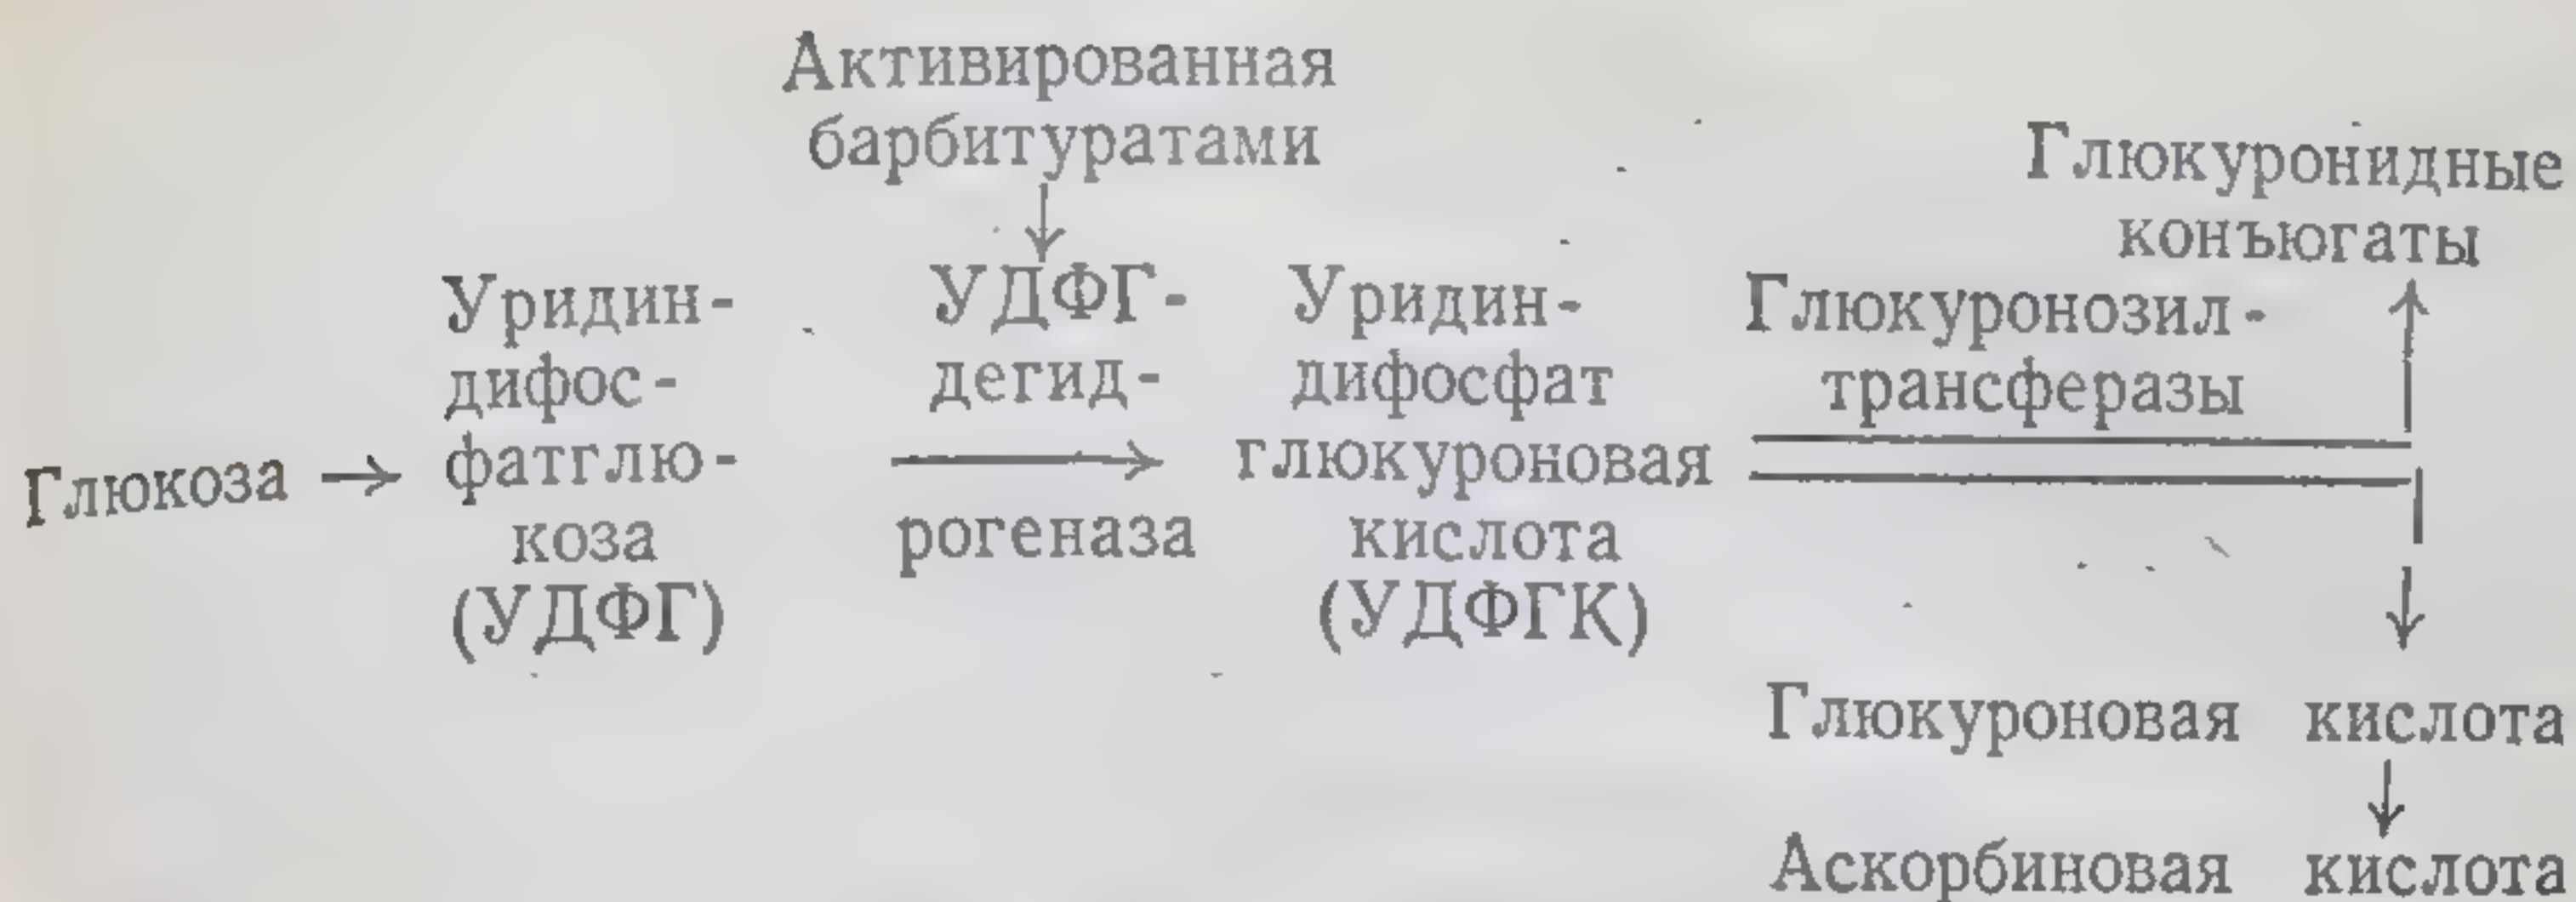 Активированная
барбитуратами
Глюкуронидные
конъюгаты
Глюкоза →
Уридин-
дифос-
фатглю-
коза
(УДФГ)
УДФГ-
дегид-
рогеназа
Уридин-
дифосфат
глюкуроновая
кислота
(УДФГК)
Глюкуронозил-
трансферазы
Глюкуроновая кислота
Аскорбиновая кислота